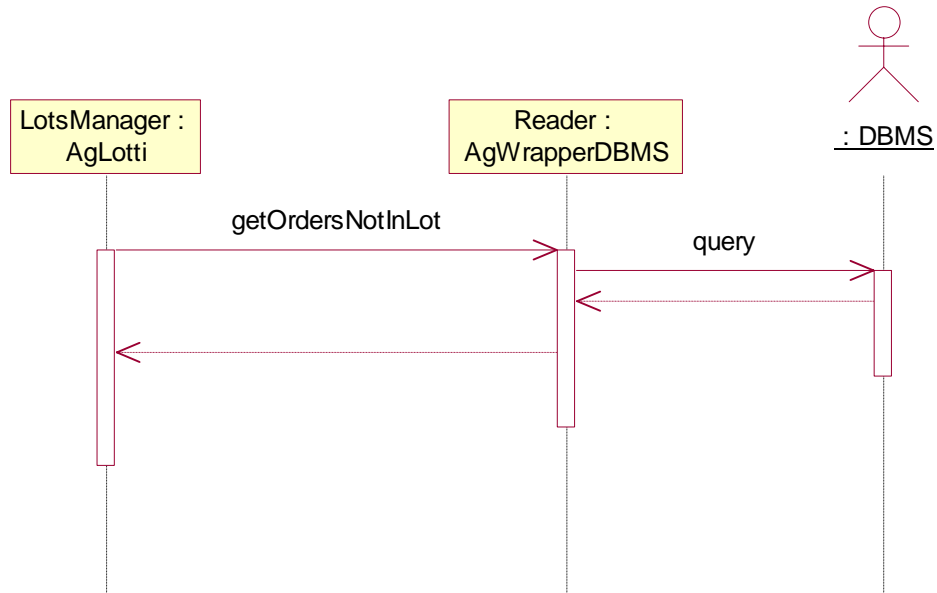 LotsManager :
AgLotti
Reader :
AgWrapperDBMS
: DBMS
getOrdersNotInLot
query